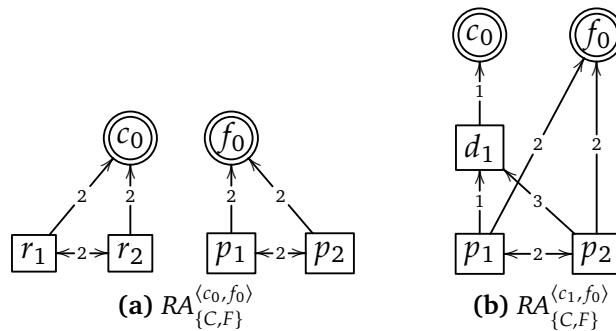 c₀ f₀
c₀ f₀
1 2 2
d₁
2 2 2 2
1 3
r₁ 2 r₂ p₁ 2 p₂ p₁ 2 p₂
(a) RA^{⟨c₀,f₀⟩}_{{C,F}} (b) RA^{⟨c₁,f₀⟩}_{{C,F}}